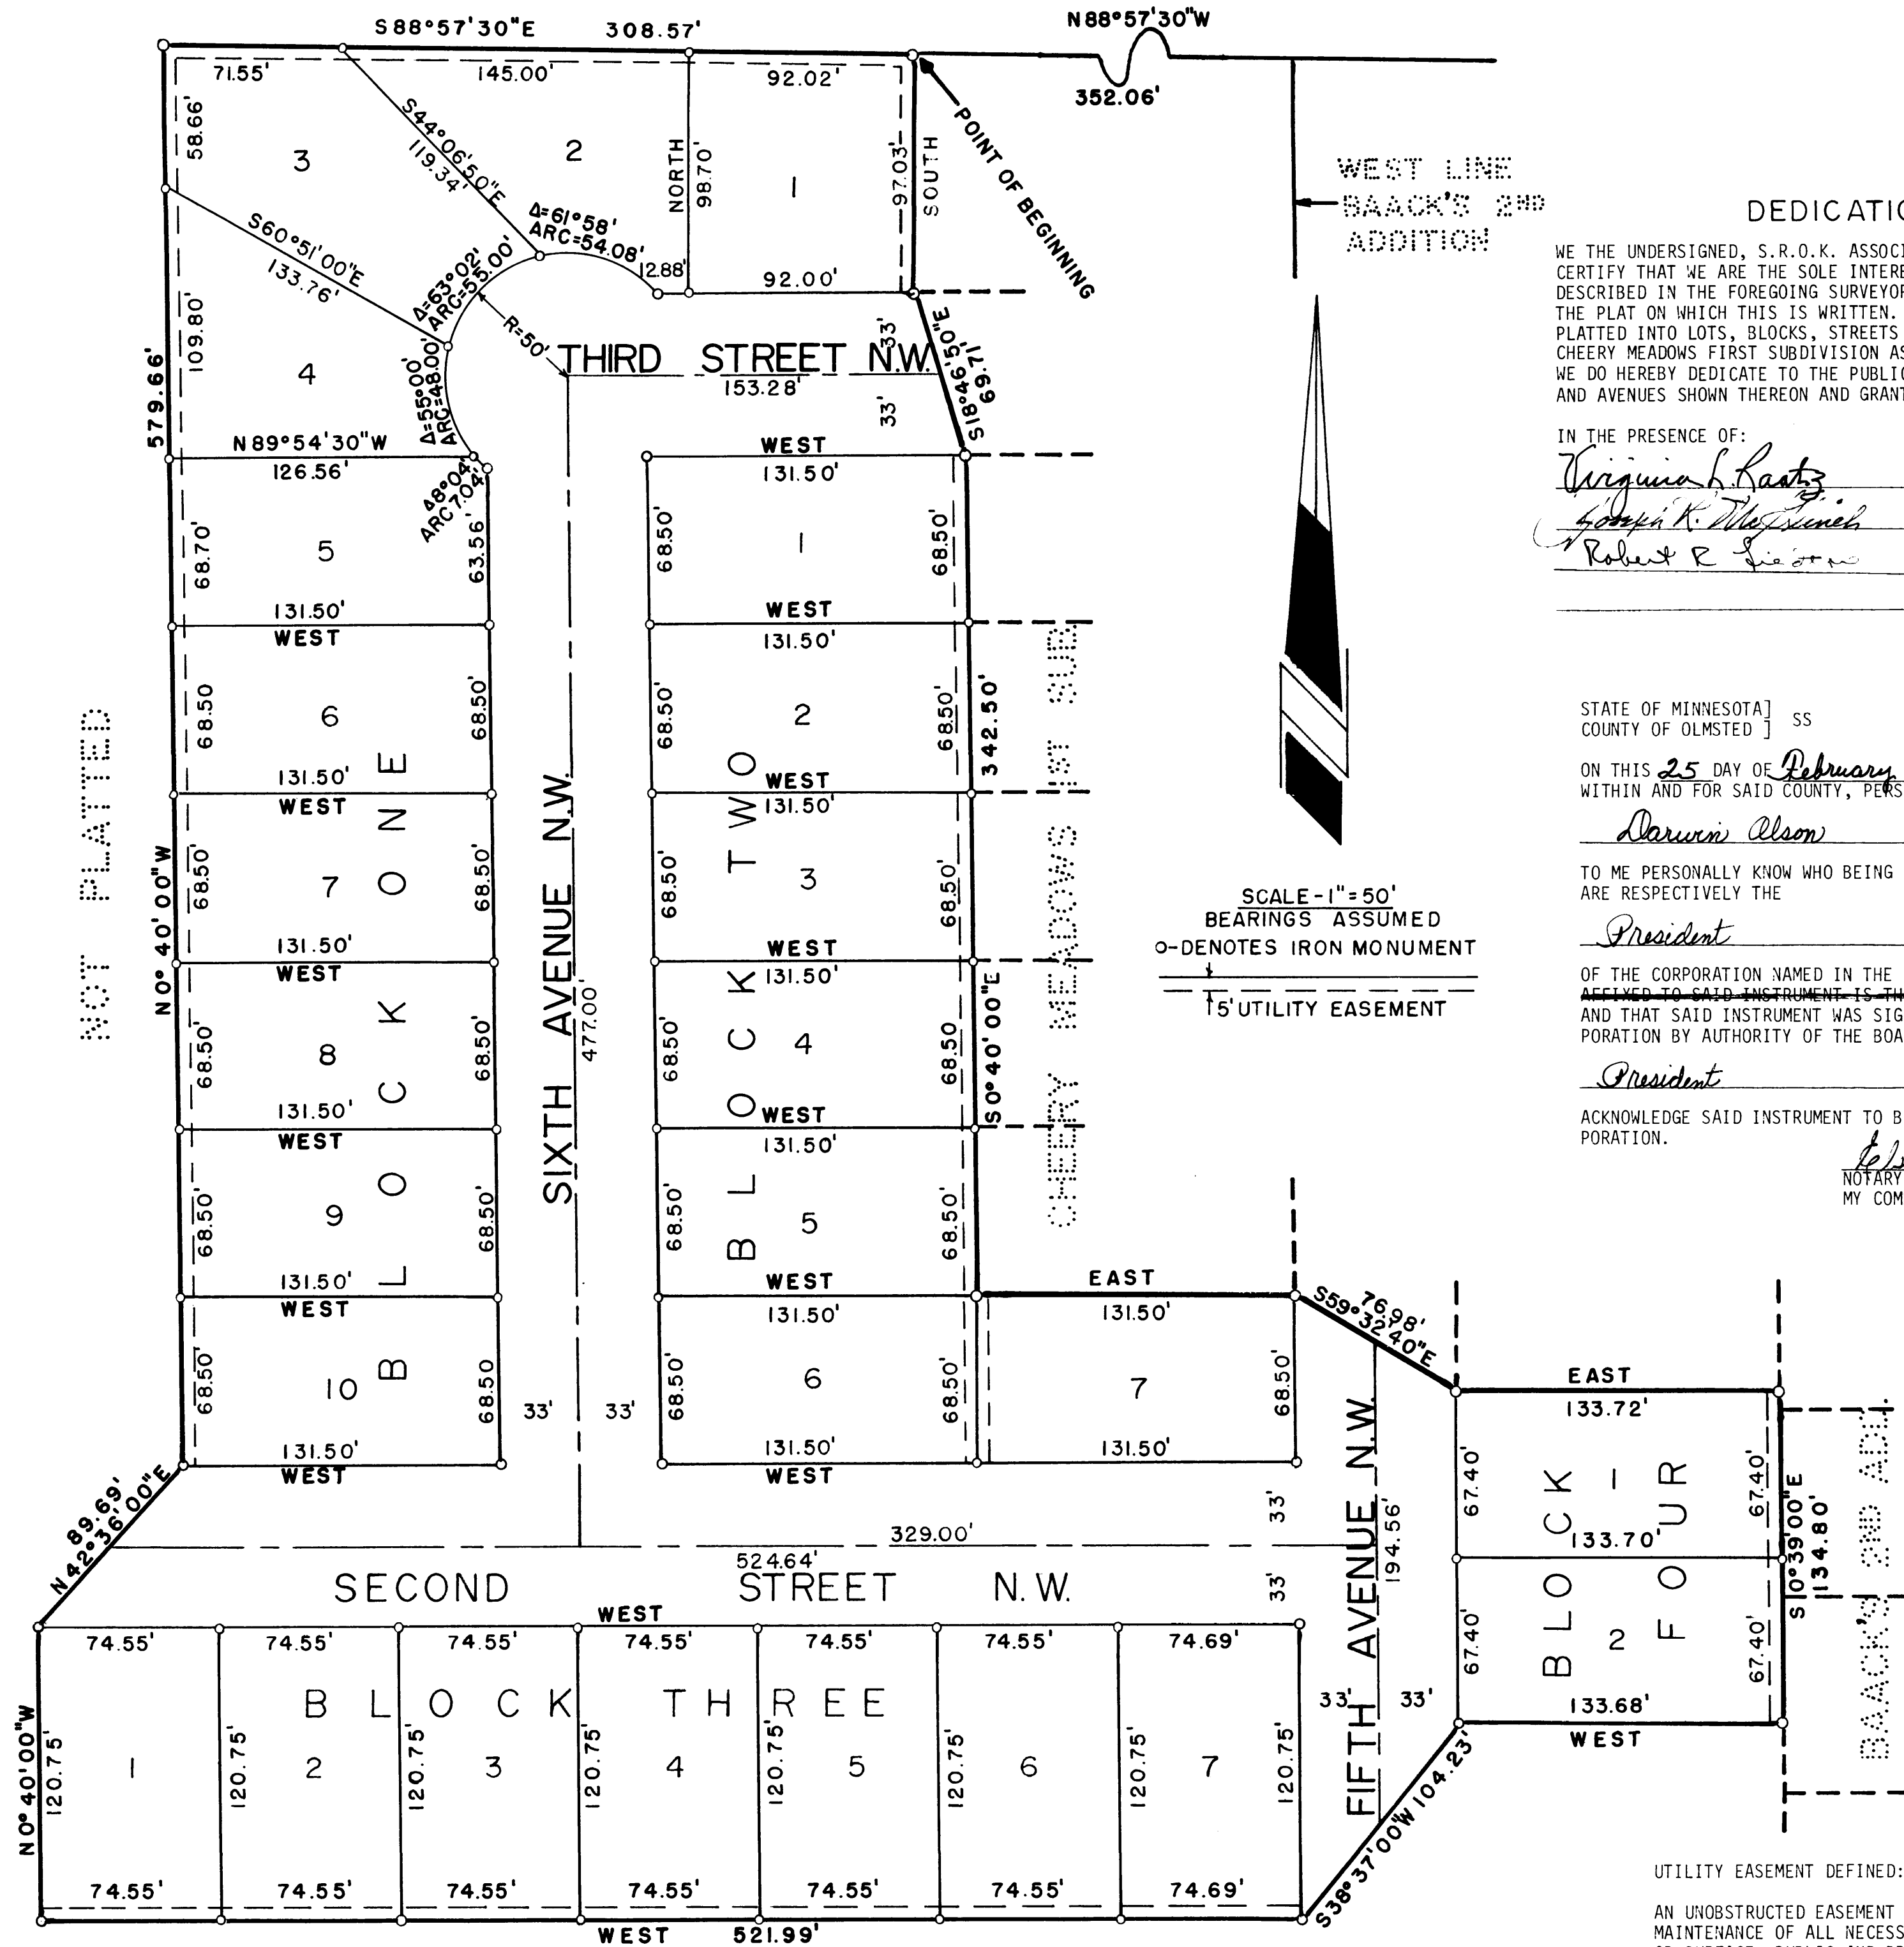 S88°57'30"E 308.57'
N88°57'30"W
352.06'
71.55' 145.00' 92.02'
58.66'
3
S44°06'50"E
119.34'
2
NORTH
98.70'
1
97.03'
SOUTH
POINT OF BEGINNING
WEST LINE
BAACK'S 2ND
ADDITION
S60°51'00"E
133.76'
Δ=61°58'
ARC=54.08'
12.88'
92.00'
Δ=63°02'
ARC=55.00'
R=50'
109.80'
579.66'
4
Δ=55°00'
ARC=48.00'
THIRD STREET N.W.
153.28'
33'
33'
S18°46'50"E
69.71'
N89°54'30"W
126.56'
Δ8°04'
ARC 7.04'
WEST
131.50'
68.70'
5
63.56'
68.50'
1
68.50'
131.50'
WEST
WEST
131.50'
68.50
6
68.50'
68.50'
2
68.50'
342.50'
131.50'
WEST
WEST
131.50'
N0°40'00"W
68.50'
7
68.50'
68.50'
3
68.50'
131.50'
WEST
WEST
131.50'
68.50'
8
68.50'
68.50'
4
68.50
S0°40'00"E
131.50'
WEST
WEST
131.50'
68.50'
9
68.50'
68.50'
5
68.50'
131.50'
WEST
WEST
131.50'
68.50'
10
68.50
68.50'
6
68.50'
131.50'
WEST
131.50'
WEST
33' 33'
BLOCK ONE
SIXTH AVENUE N.W.
477.00'
BLOCK TWO
NOT PLATTED
CHEERY MEADOWS 1ST SUB.
SCALE-1"=50'
BEARINGS ASSUMED
O-DENOTES IRON MONUMENT
5' UTILITY EASEMENT
EAST
131.50'
7
68.50'
131.50'
76.98'
S59°32'40"E
EAST
133.72'
67.40'
1
67.40'
133.70'
67.40'
2
67.40'
133.68'
WEST
BLOCK - FOUR
S10°39'00"E
134.80'
BAACK'S 2ND ADD.
FIFTH AVENUE N.W.
194.56'
33'
33'
33' 33'
S38°37'00"W 104.23'
89.69'
N42°36'00"E
329.00'
524.64'
SECOND STREET N.W.
WEST
74.55' 74.55' 74.55' 74.55' 74.55' 74.55' 74.69'
BLOCK THREE
N0°40'00"W
120.75' 120.75' 120.75' 120.75' 120.75' 120.75' 120.75' 120.75'
1 2 3 4 5 6 7
74.55' 74.55' 74.55' 74.55' 74.55' 74.55' 74.69'
WEST 521.99'
DEDICATIO
WE THE UNDERSIGNED, S.R.O.K. ASSOCI
CERTIFY THAT WE ARE THE SOLE INTERE
DESCRIBED IN THE FOREGOING SURVEYOR
THE PLAT ON WHICH THIS IS WRITTEN.
PLATTED INTO LOTS, BLOCKS, STREETS
CHEERY MEADOWS FIRST SUBDIVISION AS
WE DO HEREBY DEDICATE TO THE PUBLIC
AND AVENUES SHOWN THEREON AND GRANT
IN THE PRESENCE OF:
Virginia L. Raatz
Joseph K.
Robert R
STATE OF MINNESOTA]
COUNTY OF OLMSTED ] SS
ON THIS 25 DAY OF February
WITHIN AND FOR SAID COUNTY, PERS
Darwin Olson
TO ME PERSONALLY KNOW WHO BEING
ARE RESPECTIVELY THE
President
OF THE CORPORATION NAMED IN THE
AFFIXED TO SAID INSTRUMENT IS TH
AND THAT SAID INSTRUMENT WAS SIG
PORATION BY AUTHORITY OF THE BOA
President
ACKNOWLEDGE SAID INSTRUMENT TO B
PORATION.
NOTARY
MY COM
UTILITY EASEMENT DEFINED:
AN UNOBSTRUCTED EASEMENT
MAINTENANCE OF ALL NECESS